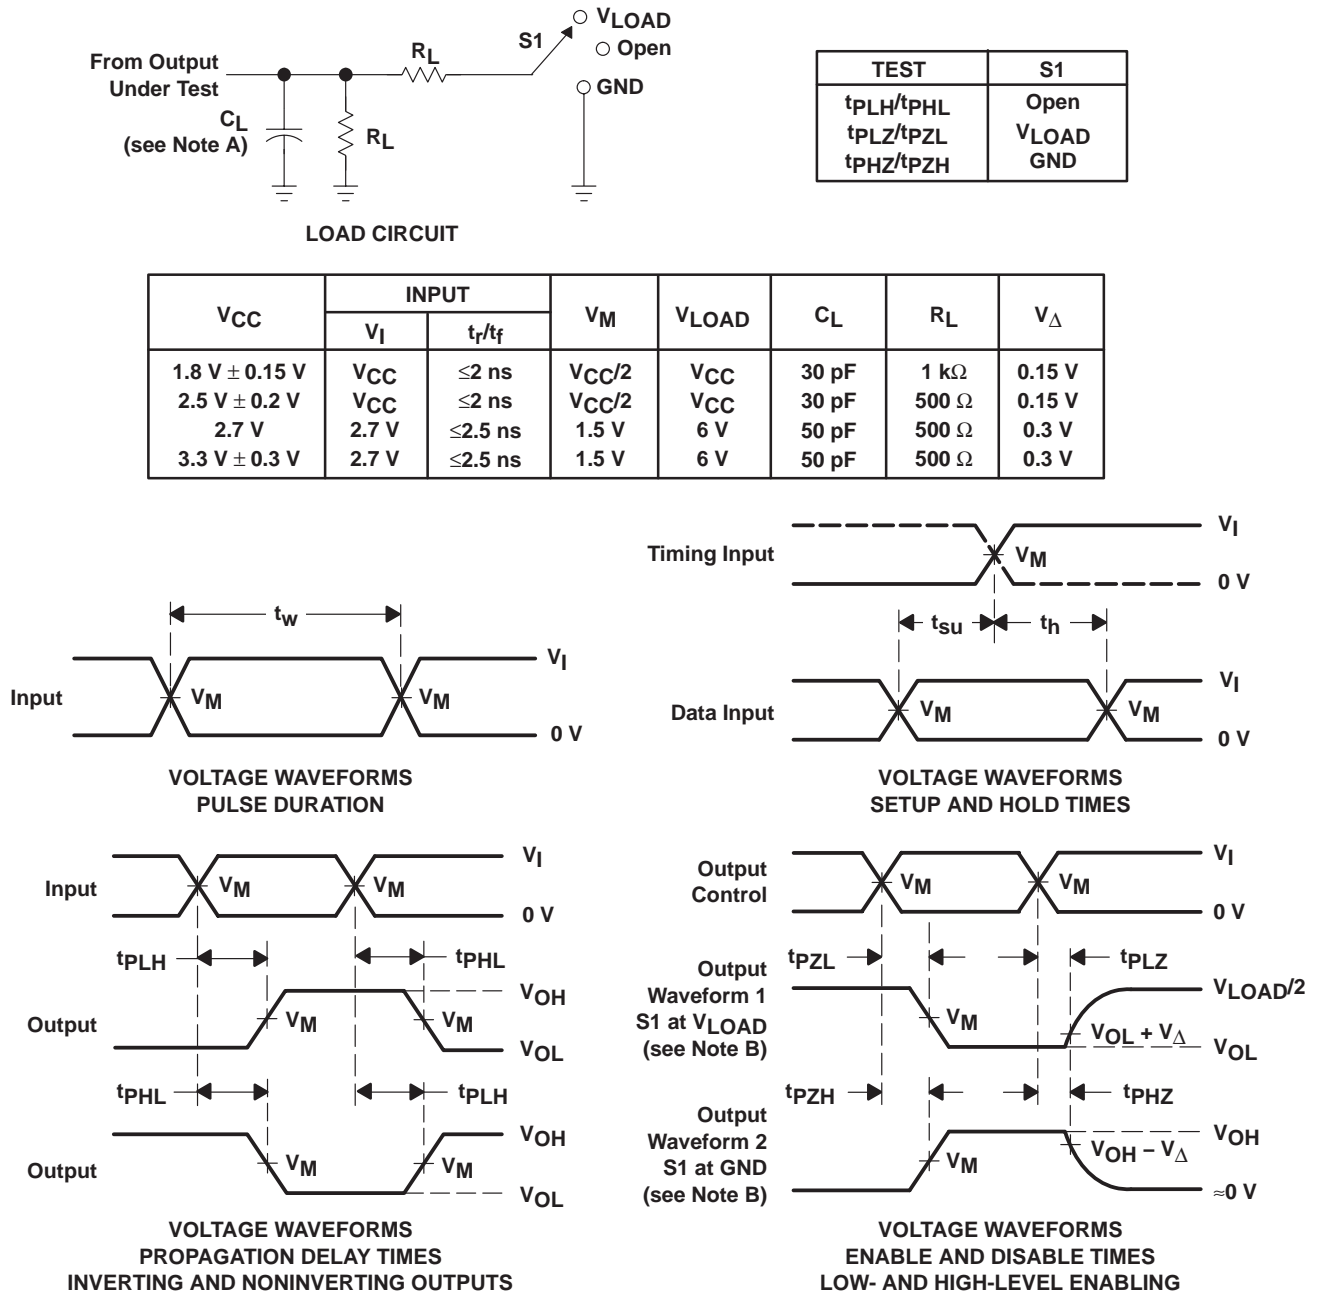 From Output
Under Test
CL
(see Note A)
RL
RL
S1
VLOAD
Open
GND
LOAD CIRCUIT
TEST S1
tPLH/tPHL Open
tPLZ/tPZL VLOAD
tPHZ/tPZH GND
VCC INPUT VM VLOAD CL RL VΔ
VI tr/tf
1.8 V ± 0.15 V VCC ≤2 ns VCC/2 VCC 30 pF 1 kΩ 0.15 V
2.5 V ± 0.2 V VCC ≤2 ns VCC/2 VCC 30 pF 500 Ω 0.15 V
2.7 V 2.7 V ≤2.5 ns 1.5 V 6 V 50 pF 500 Ω 0.3 V
3.3 V ± 0.3 V 2.7 V ≤2.5 ns 1.5 V 6 V 50 pF 500 Ω 0.3 V
tw
Input
VM
VM
VI
0 V
VOLTAGE WAVEFORMS
PULSE DURATION
Timing Input
VM
VI
0 V
tsu
th
Data Input
VM
VM
VI
0 V
VOLTAGE WAVEFORMS
SETUP AND HOLD TIMES
Input
VM
VM
VI
0 V
tPLH
tPHL
Output
VM
VM
VOH
VOL
tPHL
tPLH
Output
VM
VM
VOH
VOL
VOLTAGE WAVEFORMS
PROPAGATION DELAY TIMES
INVERTING AND NONINVERTING OUTPUTS
Output
Control
VM
VM
VI
0 V
tPZL
tPLZ
Output
Waveform 1
S1 at VLOAD
(see Note B)
VM
VLOAD/2
VOL + VΔ
VOL
tPZH
tPHZ
Output
Waveform 2
S1 at GND
(see Note B)
VM
VOH
VOH − VΔ
≈0 V
VOLTAGE WAVEFORMS
ENABLE AND DISABLE TIMES
LOW- AND HIGH-LEVEL ENABLING